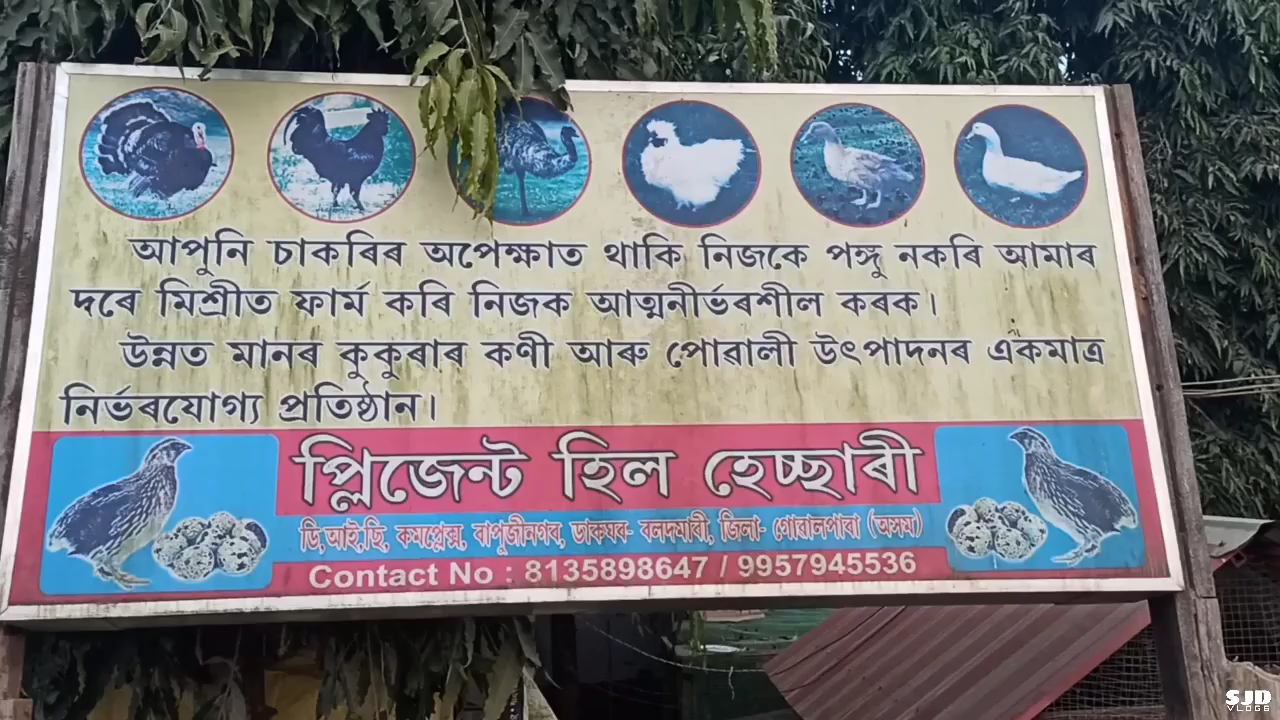 আপুনি চাকৰিৰ অপেক্ষাত থাকি নিজকে পঙ্গু নকৰি আমাৰ
দৰে মিশ্ৰীত ফাৰ্ম কৰি নিজক আত্মনীৰ্ভৰশীল কৰক।
উন্নত মানৰ কুকুৰাৰ কণী আৰু পোৱালী উৎপাদনৰ একমাত্ৰ
নিৰ্ভৰযোগ্য প্ৰতিষ্ঠান।
প্লিজেন্ট হিল হেচ্ছাৰী
ডি,আই,ছি, কমপ্লেক্স, বাপুজীনগৰ, ডাকঘৰ- বলদমাৰী, জিলা- গোৱালপাৰা (অসম)
Contact No : 8135898647 / 9957945536
SJD
VLOGS